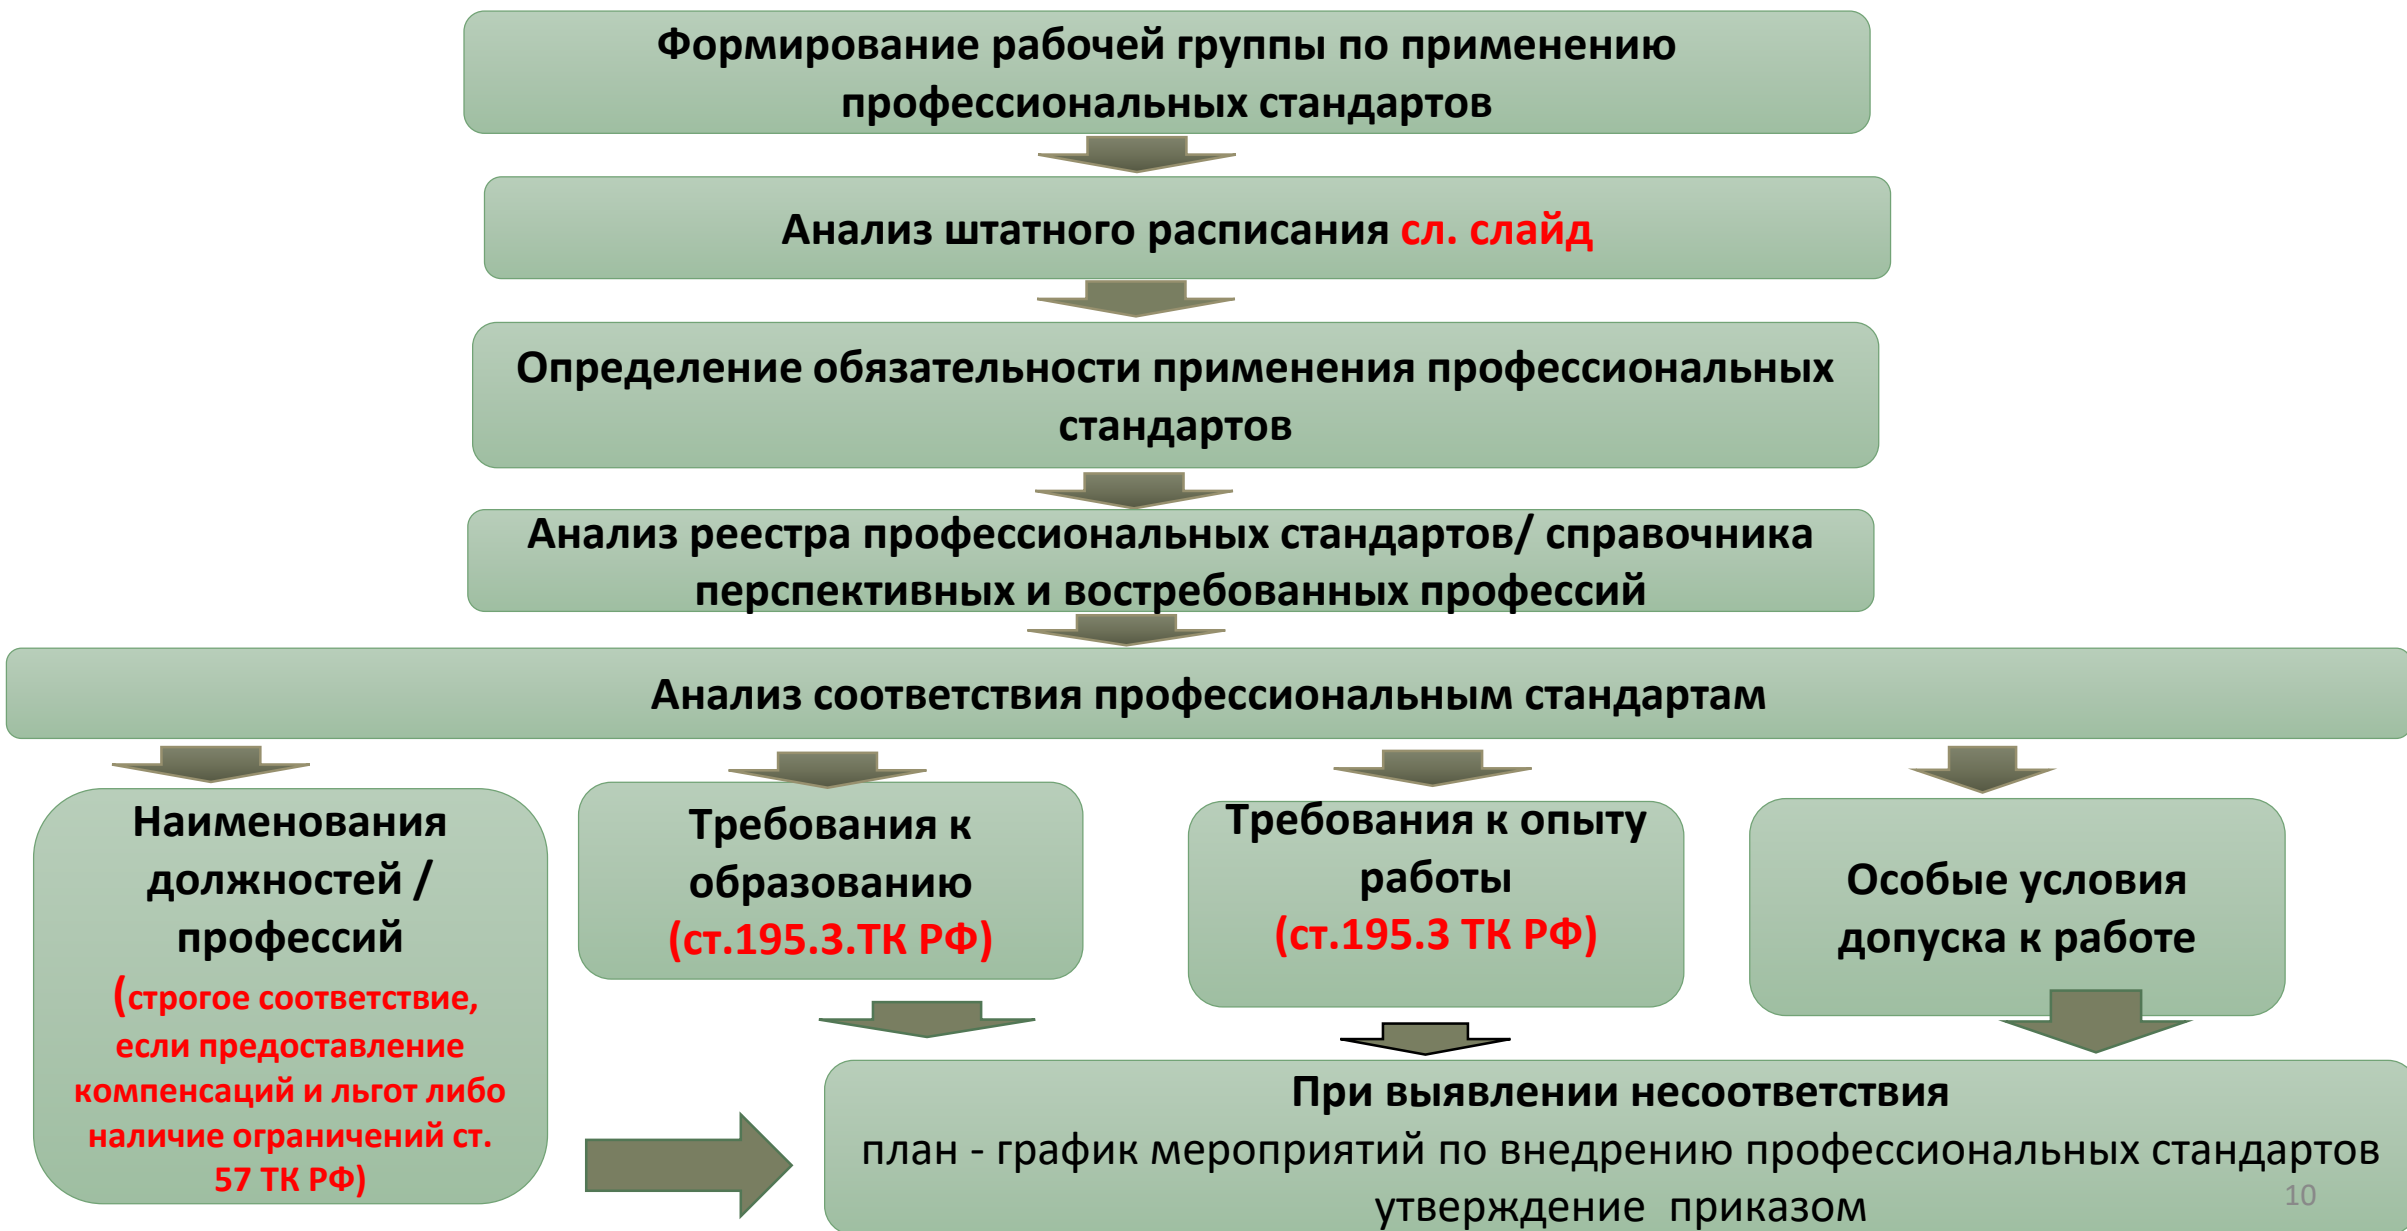 Формирование рабочей группы по применению
профессиональных стандартов
Анализ штатного расписания сл. слайд
Определение обязательности применения профессиональных
стандартов
Анализ реестра профессиональных стандартов/ справочника
перспективных и востребованных профессий
Анализ соответствия профессиональным стандартам
Наименования
должностей /
профессий
(строгое соответствие,
если предоставление
компенсаций и льгот либо
наличие ограничений ст.
57 ТК РФ)
Требования к
образованию
(ст.195.3.ТК РФ)
Требования к опыту
работы
(ст.195.3 ТК РФ)
Особые условия
допуска к работе
При выявлении несоответствия
план - график мероприятий по внедрению профессиональных стандартов
утверждение приказом
10